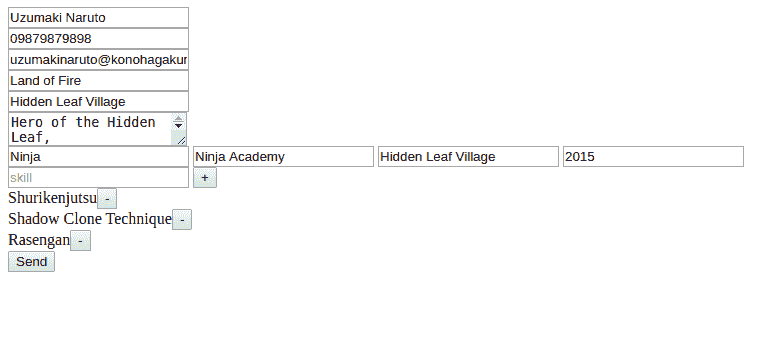 Uzumaki Naruto
09879879898
uzumakinaruto@konohagakur
Land of Fire
Hidden Leaf Village
Hero of the Hidden
Leaf,
Ninja Ninja Academy Hidden Leaf Village 2015
skill +
Shurikenjutsu -
Shadow Clone Technique -
Rasengan -
Send